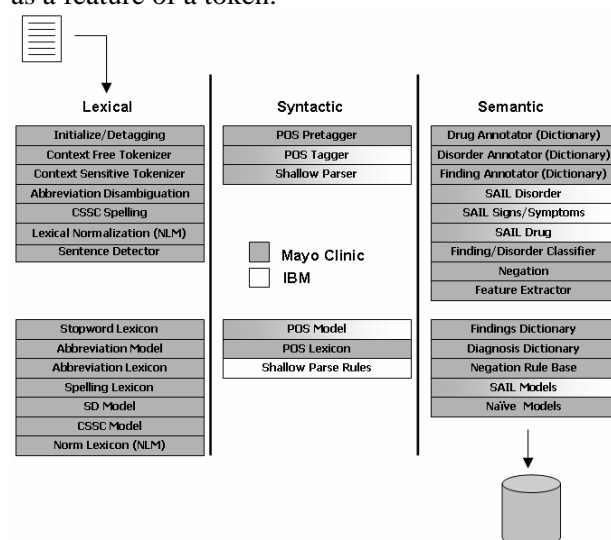 as a feature of a token.
Lexical
Initialize/Detagging
Context Free Tokenizer
Context Sensitive Tokenizer
Abbreviation Disambiguation
CSSC Spelling
Lexical Normalization (NLM)
Sentence Detector
Stopword Lexicon
Abbreviation Model
Abbreviation Lexicon
Spelling Lexicon
SD Model
CSSC Model
Norm Lexicon (NLM)
Syntactic
POS Pretagger
POS Tagger
Shallow Parser
Mayo Clinic
IBM
POS Model
POS Lexicon
Shallow Parse Rules
Semantic
Drug Annotator (Dictionary)
Disorder Annotator (Dictionary)
Finding Annotator (Dictionary)
SAIL Disorder
SAIL Signs/Symptoms
SAIL Drug
Finding/Disorder Classifier
Negation
Feature Extractor
Findings Dictionary
Diagnosis Dictionary
Negation Rule Base
SAIL Models
Naïve Models